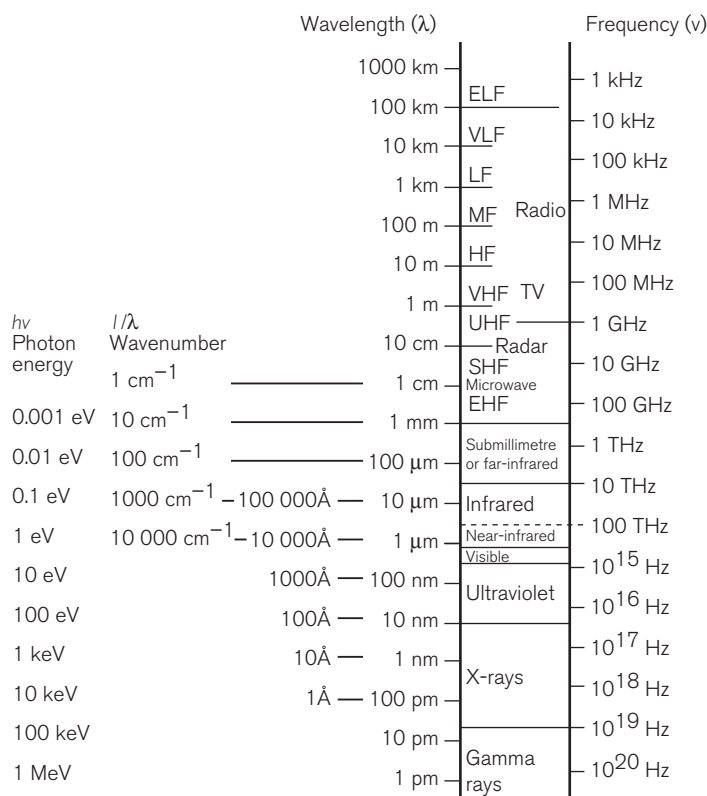 Wavelength (λ) Frequency (v)
1000 km
1 kHz
ELF
100 km
10 kHz
VLF
10 km
100 kHz
LF
1 km
1 MHz
MF Radio
100 m
10 MHz
HF
10 m
100 MHz
VHF TV
1 m
hv l/λ UHF 1 GHz
Photon Wavenumber 10 cm Radar
energy
SHF 10 GHz
1 cm⁻¹ 1 cm Microwave
EHF 100 GHz
0.001 eV 10 cm⁻¹ 1 mm
Submillimetre 1 THz
0.01 eV 100 cm⁻¹ 100 µm or far-infrared
10 THz
0.1 eV 1000 cm⁻¹ 100 000Å 10 µm Infrared
100 THz
1 eV 10 000 cm⁻¹ 10 000Å 1 µm Near-infrared
Visible
10¹⁵ Hz
10 eV 1000Å 100 nm
Ultraviolet
10¹⁶ Hz
100 eV 100Å 10 nm
10¹⁷ Hz
1 keV 10Å 1 nm
X-rays
10¹⁸ Hz
10 keV 1Å 100 pm
10¹⁹ Hz
100 keV 10 pm
Gamma
rays
10²⁰ Hz
1 MeV 1 pm